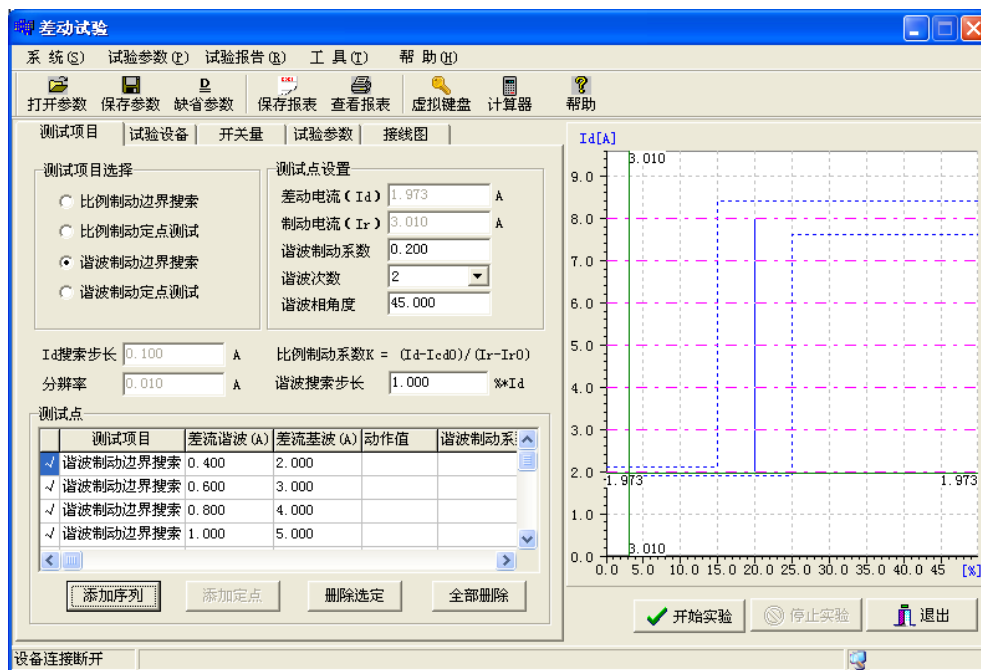 差动试验
系 统(S) 试验参数(P) 试验报告(R) 工 具(T) 帮 助(H)
D
打开参数 保存参数 缺省参数 保存报表 查看报表 虚拟键盘 计算器 帮助
测试项目 试验设备 开关量 试验参数 接线图
测试项目选择
比例制动边界搜索
比例制动定点测试
谐波制动边界搜索
谐波制动定点测试
测试点设置
差动电流(Id) 1.973 A
制动电流(Ir) 3.010 A
谐波制动系数 0.200
谐波次数 2
谐波相角度 45.000
Id搜索步长 0.100 A 比例制动系数K = (Id-Icd0)/(Ir-Ir0)
分辨率 0.010 A 谐波搜索步长 1.000 %*Id
测试点
测试项目 差流谐波(A) 差流基波(A) 动作值 谐波制动系
√ 谐波制动边界搜索 0.400 2.000
√ 谐波制动边界搜索 0.600 3.000
√ 谐波制动边界搜索 0.800 4.000
√ 谐波制动边界搜索 1.000 5.000
添加序列 添加定点 删除选定 全部删除
Id[A]
3.010
9.0
8.0
7.0
6.0
5.0
4.0
3.0
2.0
1.973 1.973
1.0
3.010
0.0
0.0 5.0 10.0 15.0 20.0 25.0 30.0 35.0 40.0 45 [%]
开始实验 停止实验 退出
设备连接断开